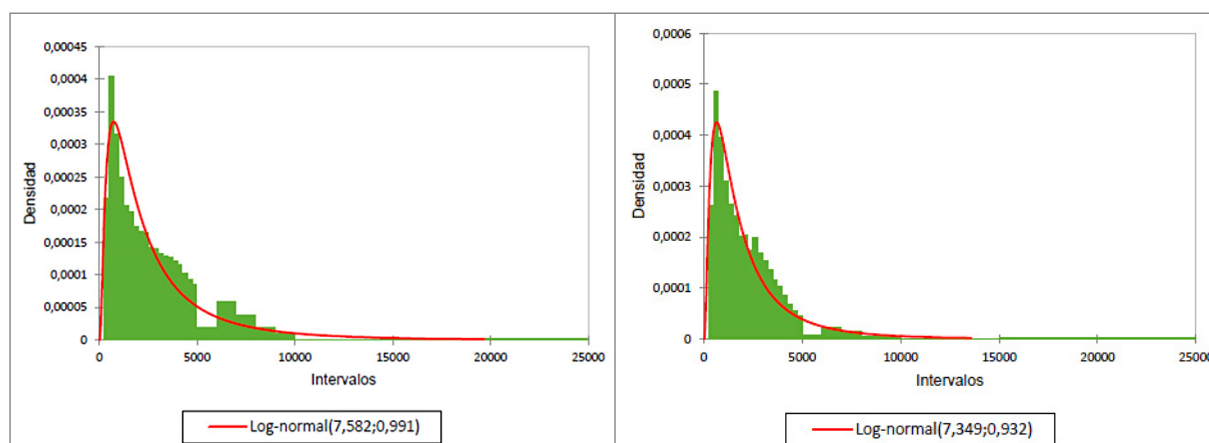 0,00045
0,0004
0,00035
0,0003
0,00025
0,0002
0,00015
0,0001
0,00005
0
Densidad
0 5000 10000 15000 20000 25000
Intervalos
Log-normal(7,582;0,991)
0,0006
0,0005
0,0004
0,0003
0,0002
0,0001
0
Densidad
0 5000 10000 15000 20000 25000
Intervalos
Log-normal(7,349;0,932)